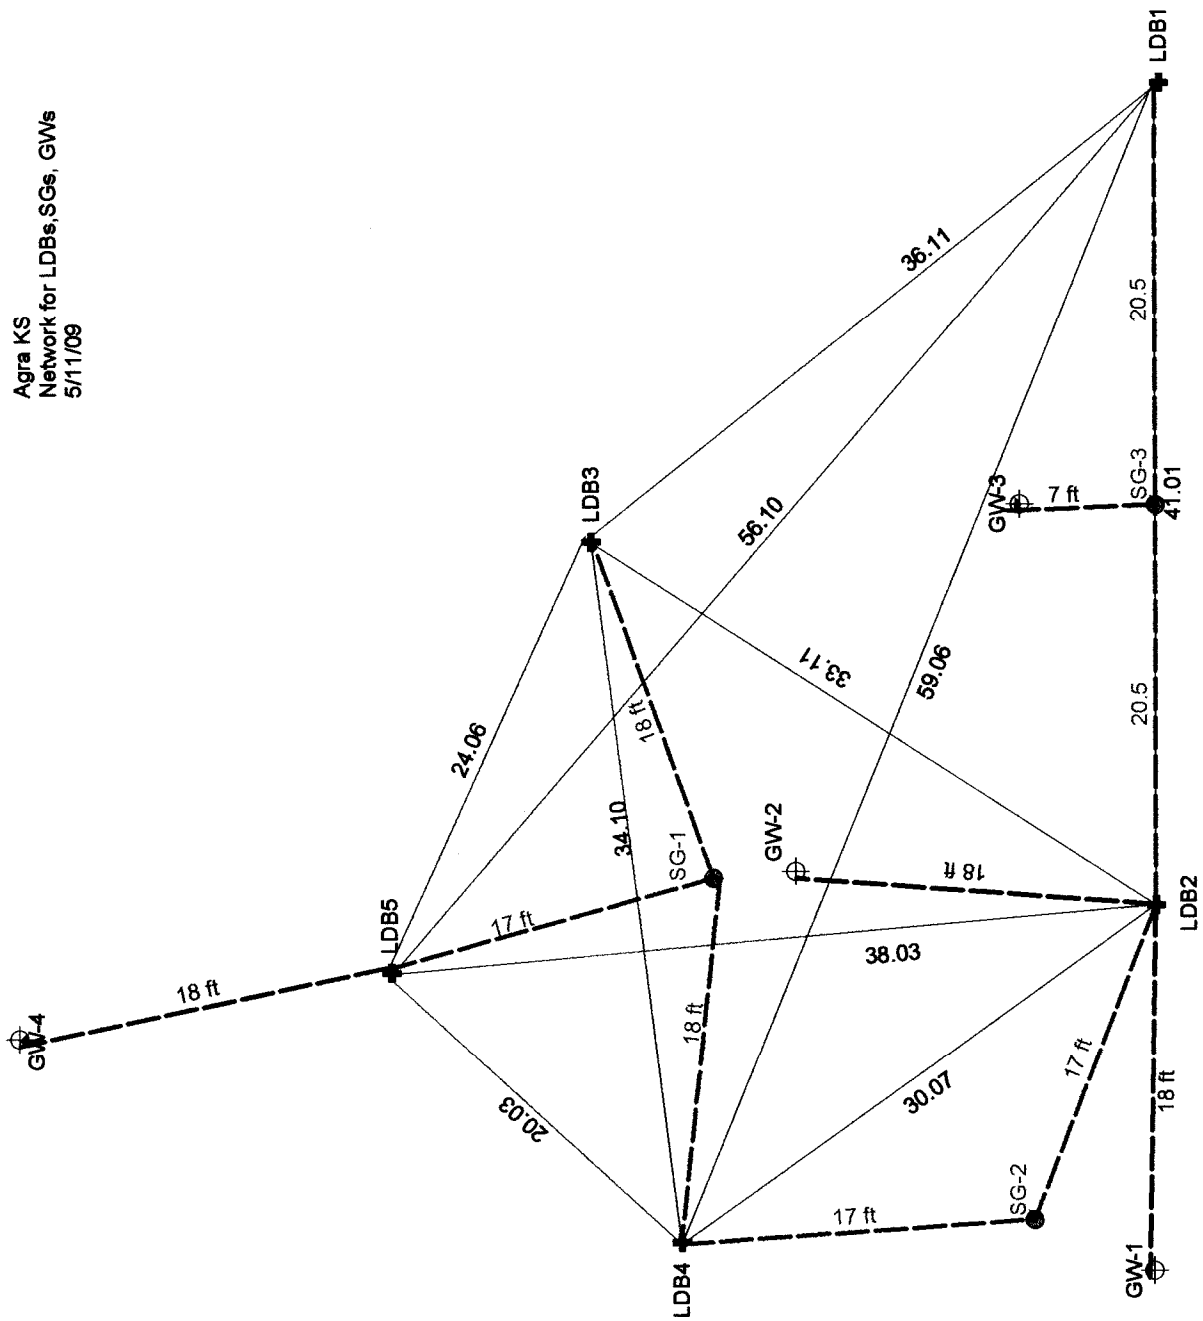 Agra KS
Network for LDBs,SGs, GWs
5/11/09
LDB1
36.11
20.5
LDB3
56.10
GW-3
7 ft
SG-3
41.01
59.06
33.11
18 ft
24.06
34.10
20.5
SG-1
GW-2
18 ft
LDB2
LDB5
17 ft
38.03
18 ft
GW-4
18 ft
20.03
30.07
17 ft
18 ft
SG-2
17 ft
LDB4
GW-1